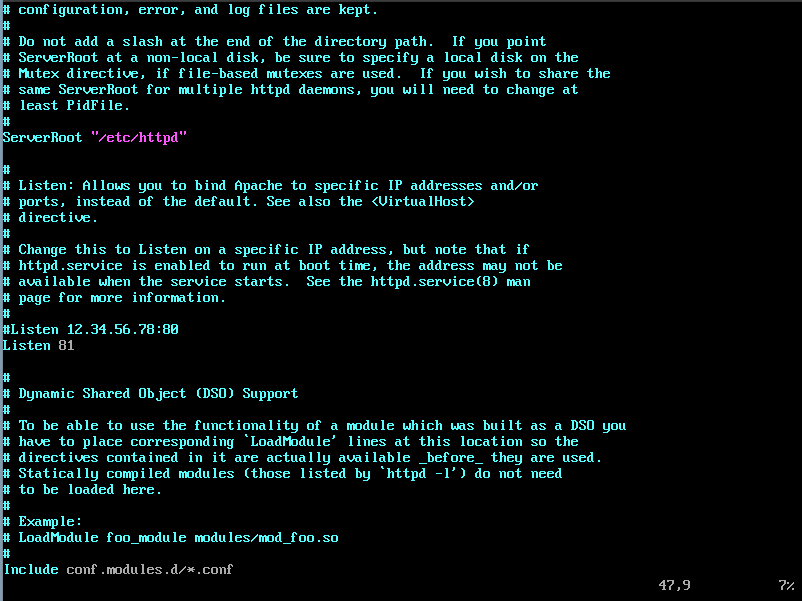 # configuration, error, and log files are kept.
#
# Do not add a slash at the end of the directory path.  If you point
# ServerRoot at a non-local disk, be sure to specify a local disk on the
# Mutex directive, if file-based mutexes are used.  If you wish to share the
# same ServerRoot for multiple httpd daemons, you will need to change at
# least PidFile.
#
ServerRoot "/etc/httpd"

#
# Listen: Allows you to bind Apache to specific IP addresses and/or
# ports, instead of the default. See also the <VirtualHost>
# directive.
#
# Change this to Listen on a specific IP address, but note that if
# httpd.service is enabled to run at boot time, the address may not be
# available when the service starts.  See the httpd.service(8) man
# page for more information.
#
#Listen 12.34.56.78:80
Listen 81

#
# Dynamic Shared Object (DSO) Support
#
# To be able to use the functionality of a module which was built as a DSO you
# have to place corresponding `LoadModule' lines at this location so the
# directives contained in it are actually available _before_ they are used.
# Statically compiled modules (those listed by `httpd -l') do not need
# to be loaded here.
#
# Example:
# LoadModule foo_module modules/mod_foo.so
#
Include conf.modules.d/*.conf
47,9 7%